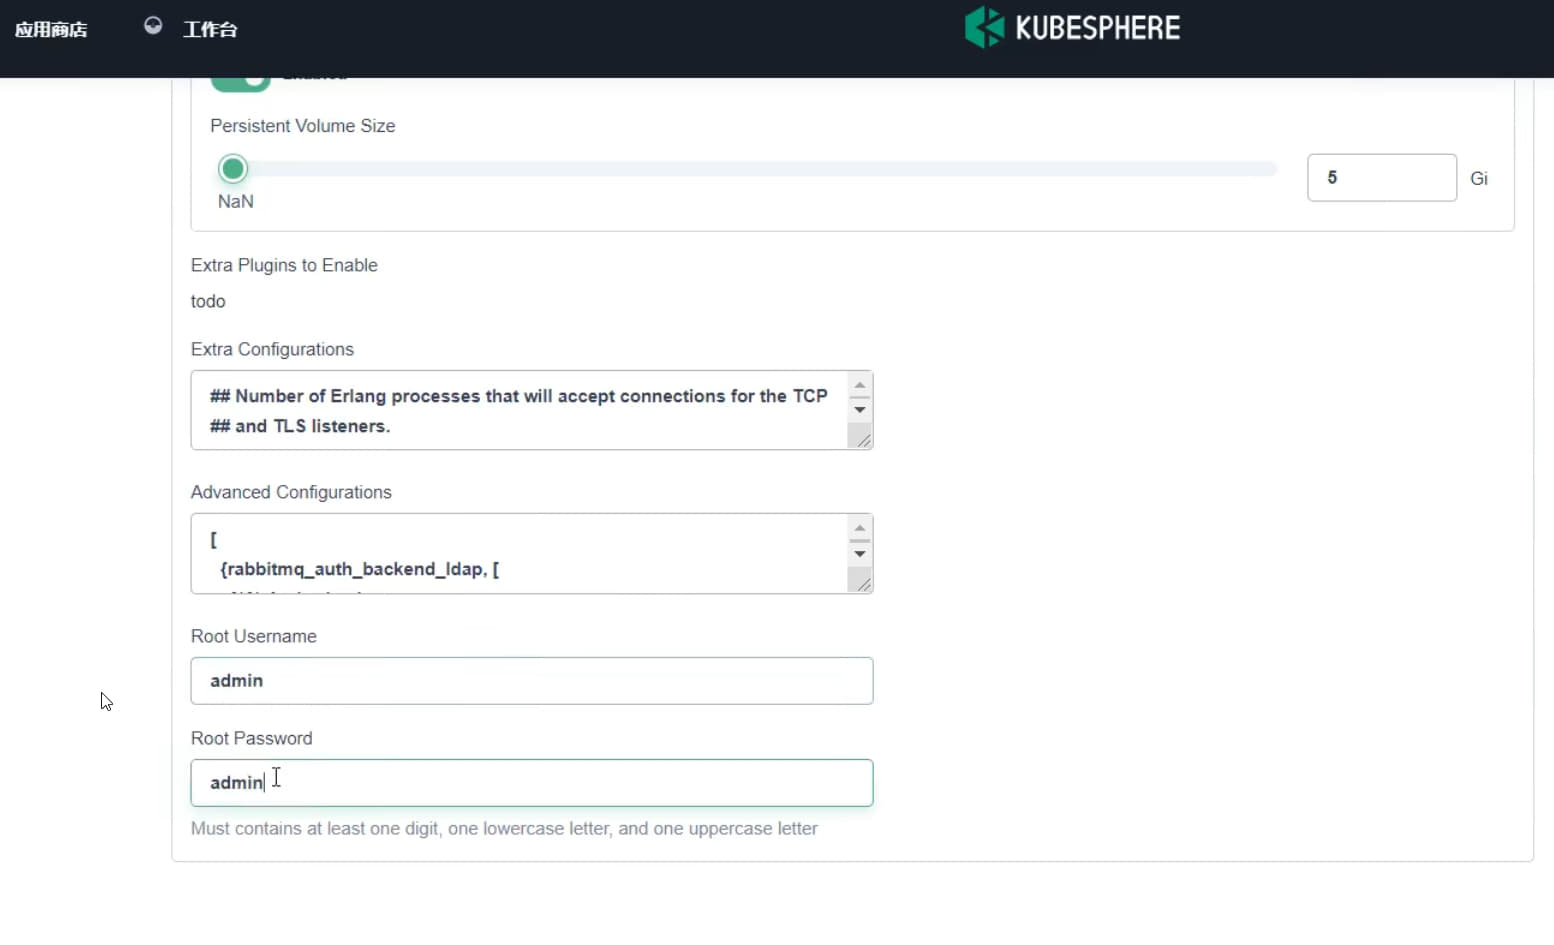 应用商店
工作台
KUBESPHERE
Persistent Volume Size
5
Gi
NaN
Extra Plugins to Enable
todo
Extra Configurations
## Number of Erlang processes that will accept connections for the TCP
## and TLS listeners.
Advanced Configurations
[
{rabbitmq_auth_backend_ldap, [
Root Username
admin
Root Password
admin
Must contains at least one digit, one lowercase letter, and one uppercase letter